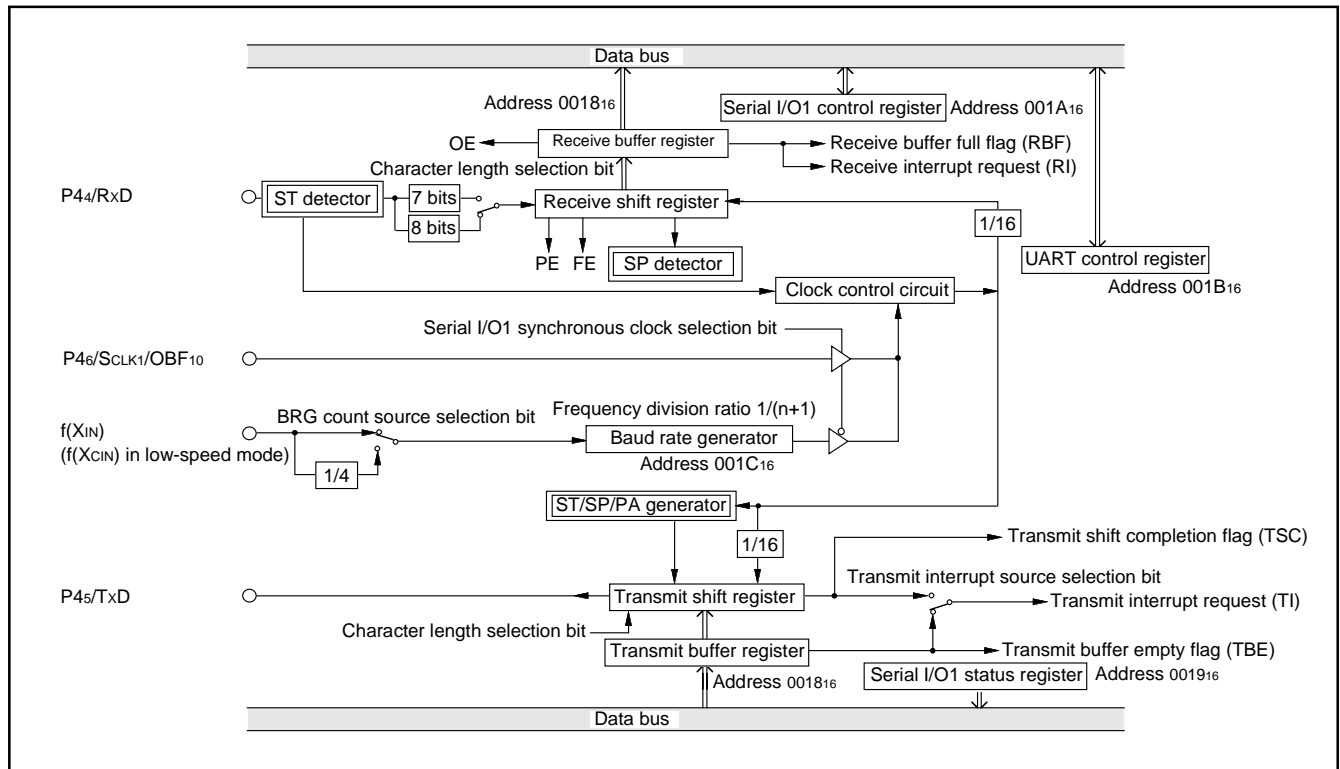 Data bus
Address 0018₁₆
Serial I/O1 control register Address 001A₁₆
OE
Receive buffer register
Receive buffer full flag (RBF)
Character length selection bit
Receive interrupt request (RI)
P4₄/RxD
ST detector
7 bits
8 bits
Receive shift register
1/16
PE FE
SP detector
UART control register
Address 001B₁₆
Clock control circuit
Serial I/O1 synchronous clock selection bit
P4₆/SCLK1/OBF₁₀
BRG count source selection bit
Frequency division ratio 1/(n+1)
f(XIN)
(f(XCIN) in low-speed mode)
Baud rate generator
Address 001C₁₆
1/4
ST/SP/PA generator
1/16
Transmit shift completion flag (TSC)
Transmit interrupt source selection bit
P4₅/TxD
Transmit shift register
Transmit interrupt request (TI)
Character length selection bit
Transmit buffer register
Transmit buffer empty flag (TBE)
Address 0018₁₆
Serial I/O1 status register Address 0019₁₆
Data bus